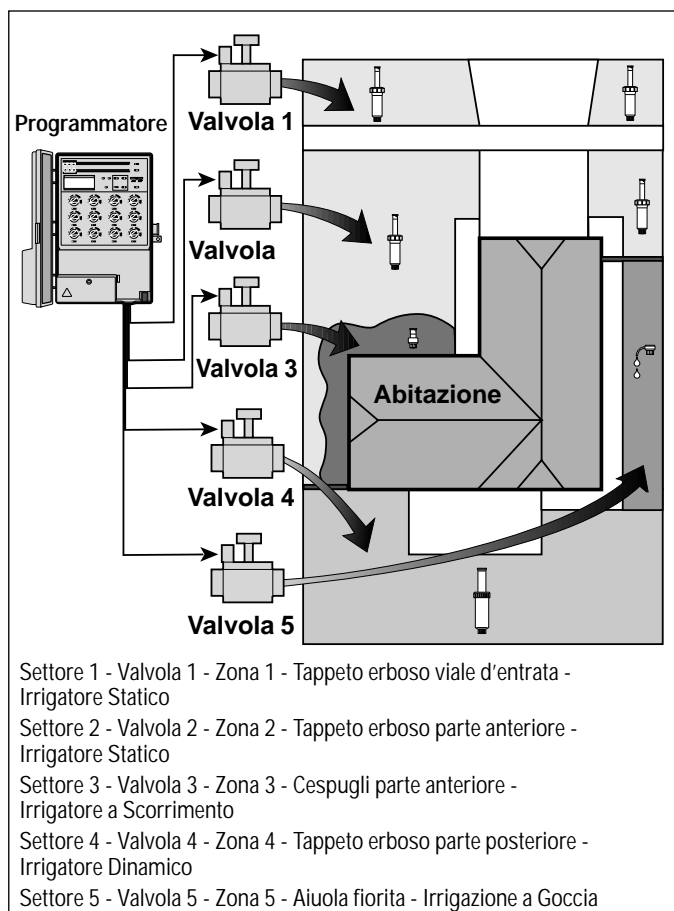 Programmatore
Valvola 1
Valvola
Valvola 3
Abitazione
Valvola 4
Valvola 5
Settore 1 - Valvola 1 - Zona 1 - Tappeto erboso viale d'entrata -
Irrigatore Statico
Settore 2 - Valvola 2 - Zona 2 - Tappeto erboso parte anteriore -
Irrigatore Statico
Settore 3 - Valvola 3 - Zona 3 - Cespugli parte anteriore -
Irrigatore a Scorrimento
Settore 4 - Valvola 4 - Zona 4 - Tappeto erboso parte posteriore -
Irrigatore Dinamico
Settore 5 - Valvola 5 - Zona 5 - Aiuola fiorita - Irrigazione a Goccia